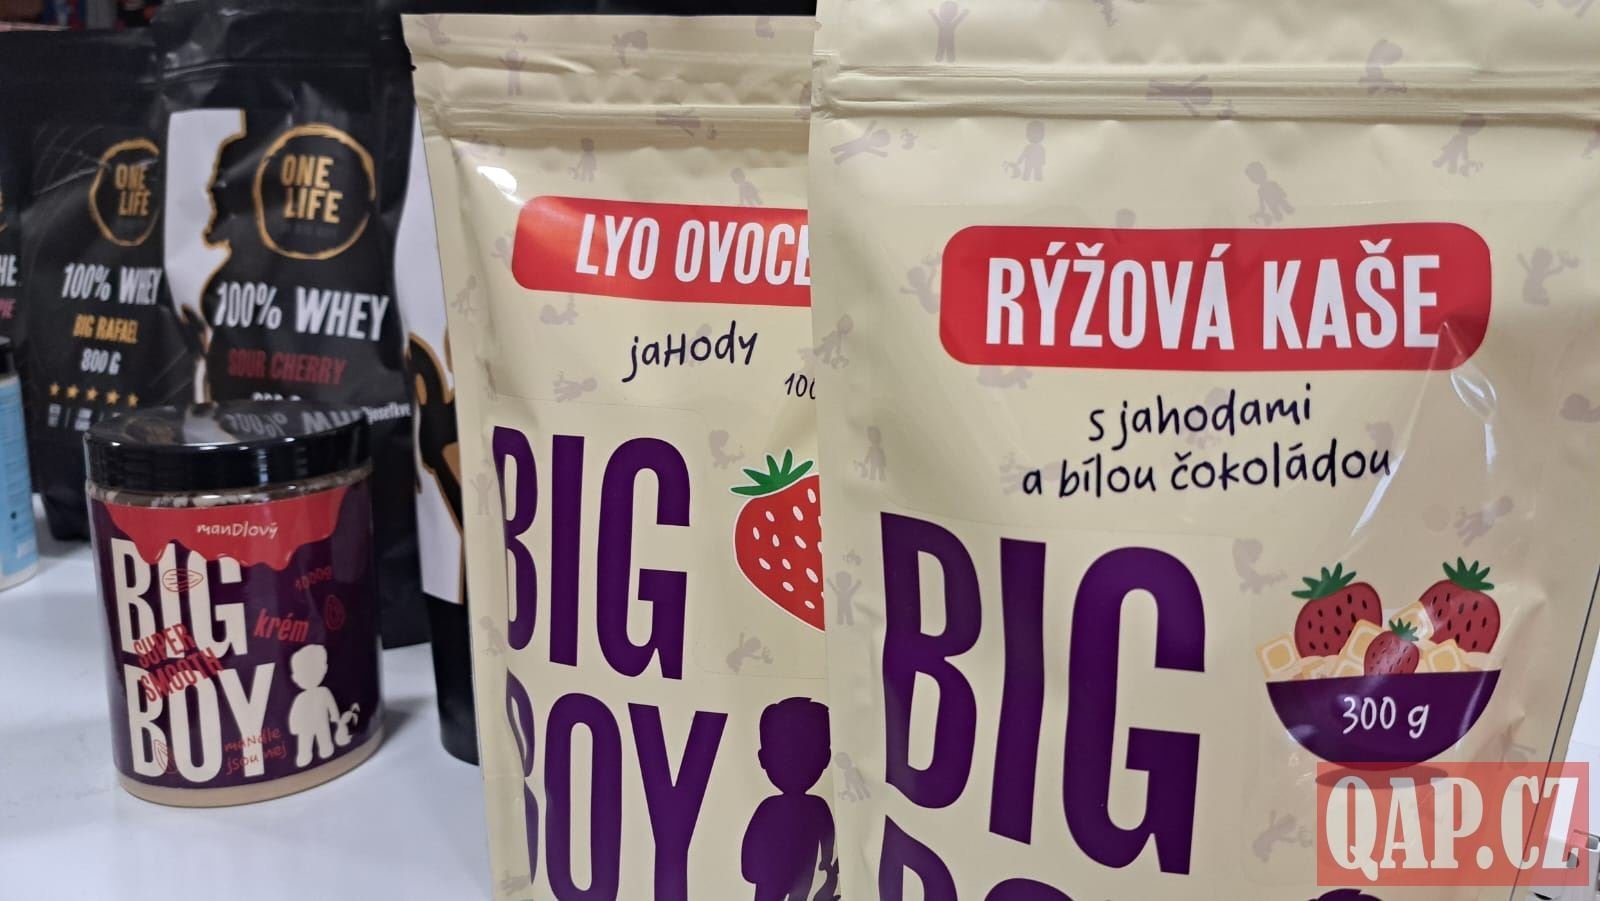 ONE
LIFE
100% WHEY
BIG RAFAEL
800 G
ONE
LIFE
100% WHEY
SOUR CHERRY
manDlový
BIG
BOY
SUPER
SMOOTH
1000g
krém
manDle
jsou nej
LYO OVOCE
jaHody
BIG
BOY
RÝŽOVÁ KAŠE
s jahodami
a bílou čokoládou
BIG
300 g
QAP.CZ